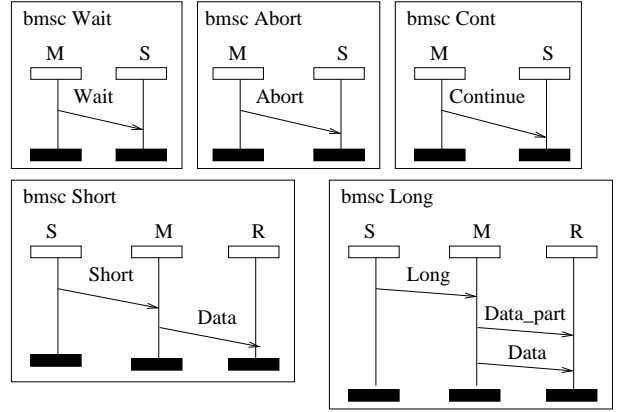 bmsc Wait
M S
Wait
bmsc Abort
M S
Abort
bmsc Cont
M S
Continue
bmsc Short
S M R
Short
Data
bmsc Long
S M R
Long
Data_part
Data